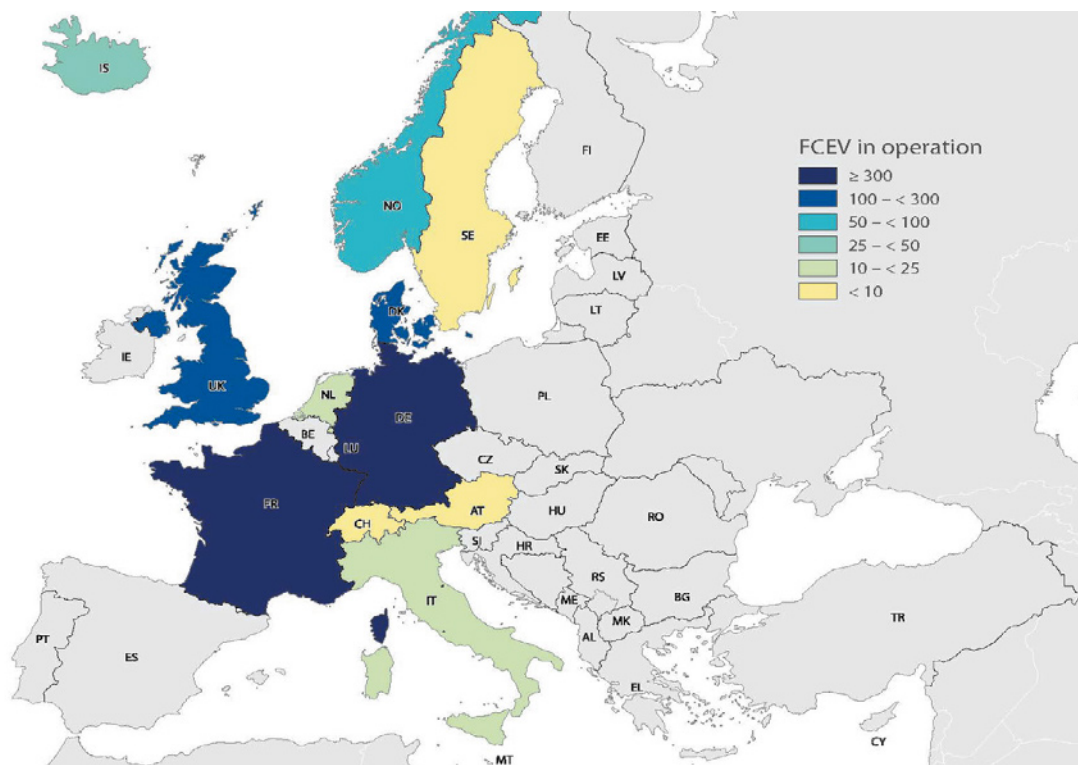 IS
FI
NO
SE
FCEV in operation
≥ 300
100 – < 300
50 – < 100
25 – < 50
10 – < 25
< 10
EE
LV
LT
DK
IE
UK
NL
BE
DE
LU
PL
CZ
SK
FR
CH
AT
HU
RO
SI
HR
RS
IT
ME
BG
MK
AL
TR
PT
ES
EL
CY
MT